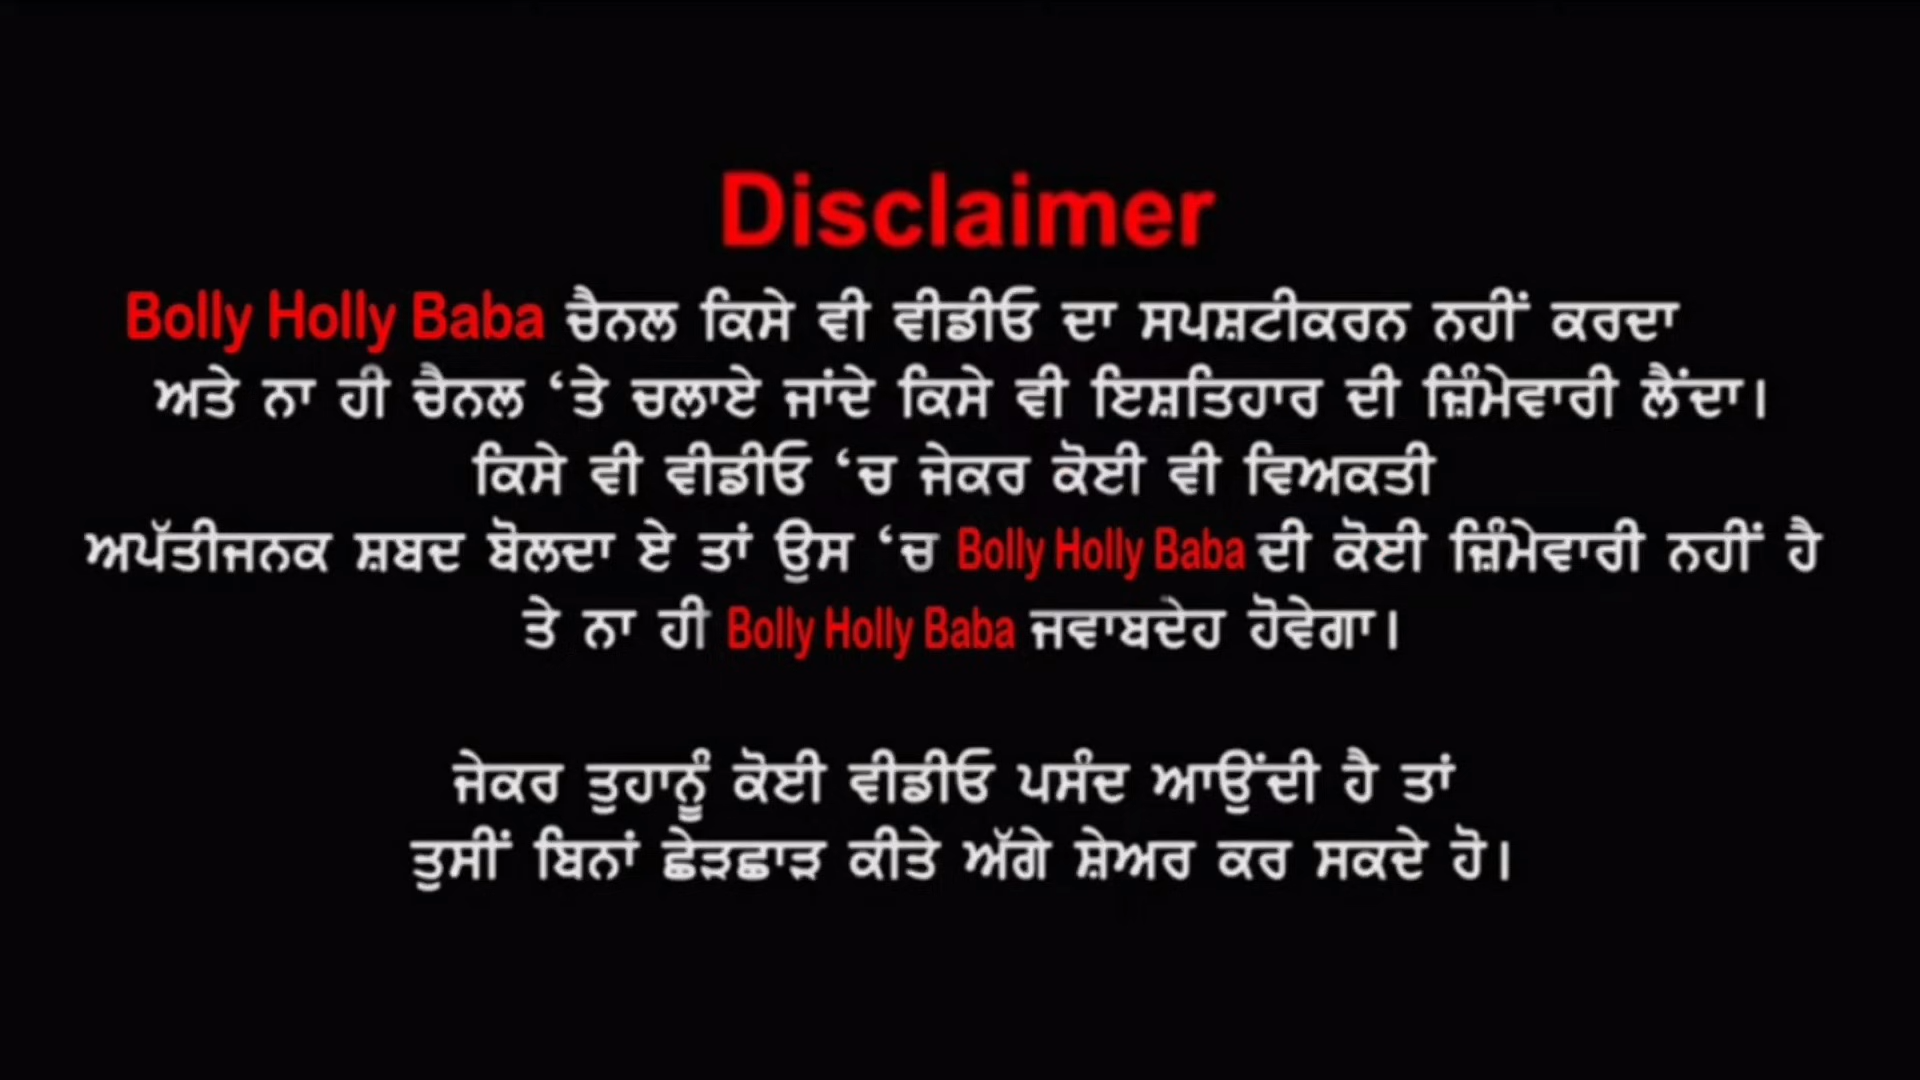 Disclaimer
Bolly Holly Baba ਚੈਨਲ ਕਿਸੇ ਵੀ ਵੀਡੀਓ ਦਾ ਸਪਸ਼ਟੀਕਰਨ ਨਹੀਂ ਕਰਦਾ
ਅਤੇ ਨਾ ਹੀ ਚੈਨਲ ‘ਤੇ ਚਲਾਏ ਜਾਂਦੇ ਕਿਸੇ ਵੀ ਇਸ਼ਤਿਹਾਰ ਦੀ ਜ਼ਿੰਮੇਵਾਰੀ ਲੈਂਦਾ।
ਕਿਸੇ ਵੀ ਵੀਡੀਓ ‘ਚ ਜੇਕਰ ਕੋਈ ਵੀ ਵਿਅਕਤੀ
ਅਪੱਤੀਜਨਕ ਸ਼ਬਦ ਬੋਲਦਾ ਏ ਤਾਂ ਉਸ ‘ਚ Bolly Holly Baba ਦੀ ਕੋਈ ਜ਼ਿੰਮੇਵਾਰੀ ਨਹੀਂ ਹੈ
ਤੇ ਨਾ ਹੀ Bolly Holly Baba ਜਵਾਬਦੇਹ ਹੋਵੇਗਾ।
ਜੇਕਰ ਤੁਹਾਨੂੰ ਕੋਈ ਵੀਡੀਓ ਪਸੰਦ ਆਉਂਦੀ ਹੈ ਤਾਂ
ਤੁਸੀਂ ਬਿਨਾਂ ਛੇੜਛਾੜ ਕੀਤੇ ਅੱਗੇ ਸ਼ੇਅਰ ਕਰ ਸਕਦੇ ਹੋ।